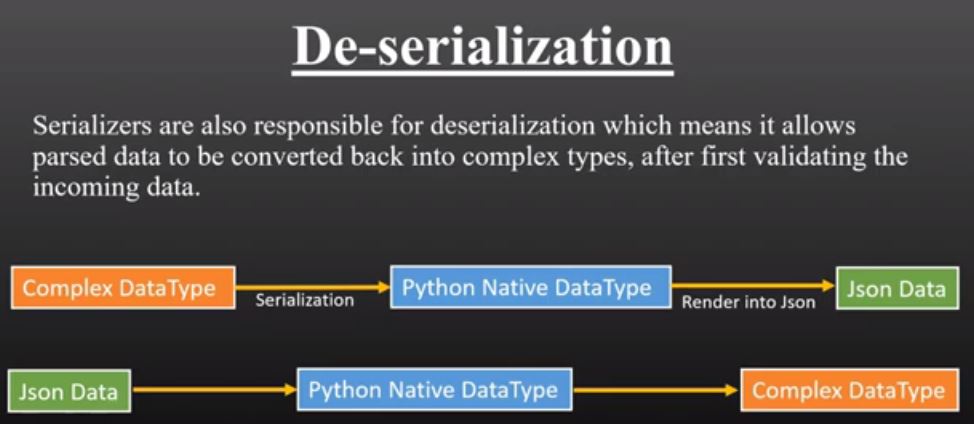 De-serialization
Serializers are also responsible for deserialization which means it allows
parsed data to be converted back into complex types, after first validating the
incoming data.
Complex DataType
Serialization
Python Native DataType
Render into Json
Json Data
Json Data
Python Native DataType
Complex DataType